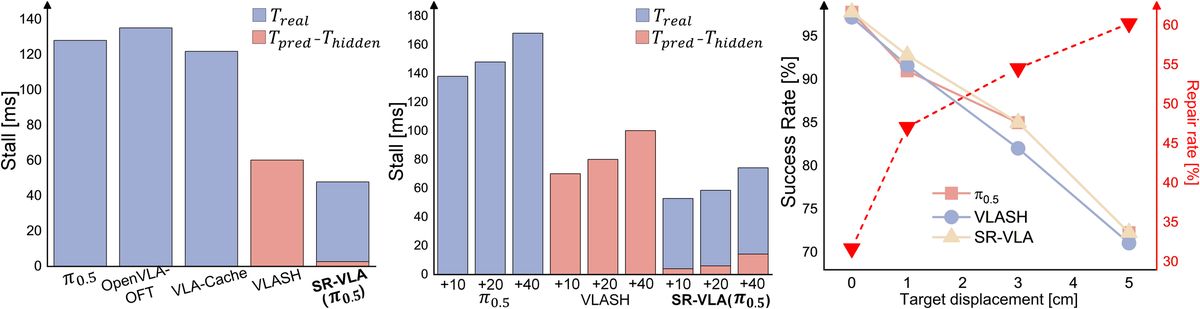 140
120
100
80
60
40
20
0
Stall [ms]
T_real
T_pred-T_hidden
π0.5
OpenVLA-
OFT
VLA-Cache
VLASH
SR-VLA
(π0.5)
180
160
140
120
100
80
60
40
20
0
Stall [ms]
T_real
T_pred-T_hidden
+10 +20 +40 +10 +20 +40 +10 +20 +40
π0.5 VLASH SR-VLA(π0.5)
95
90
85
80
75
70
Success Rate [%]
π0.5
VLASH
SR-VLA
0 1 2 3 4 5
Target displacement [cm]
60
55
50
45
40
35
30
Repair rate [%]